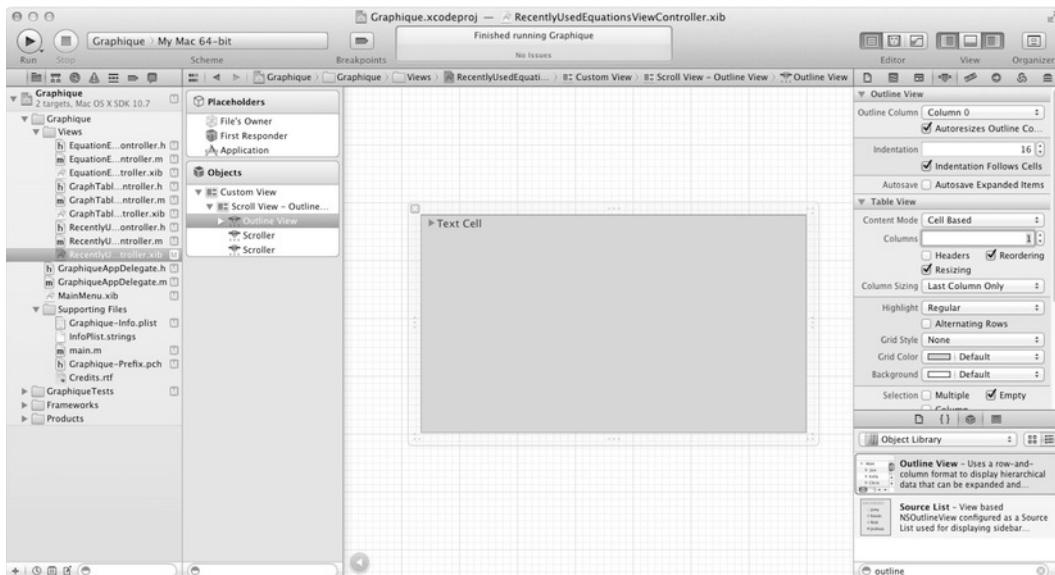 Graphique.xcodeproj — RecentlyUsedEquationsViewController.xib
Run
Stop
Graphique
My Mac 64-bit
Scheme
Breakpoints
Finished running Graphique
No Issues
Editor
View
Organizer
Graphique
2 targets, Mac OS X SDK 10.7
Graphique
Views
EquationE...ontroller.h
EquationE...ntroller.m
EquationE...troller.xib
GraphTabl...ntroller.h
GraphTabl...ntroller.m
GraphTabl...troller.xib
RecentlyU...ontroller.h
RecentlyU...ntroller.m
RecentlyU...troller.xib
GraphiqueAppDelegate.h
GraphiqueAppDelegate.m
MainMenu.xib
Supporting Files
Graphique-Info.plist
InfoPlist.strings
main.m
Graphique-Prefix.pch
Credits.rtf
GraphiqueTests
Frameworks
Products
Graphique
Graphique
Views
RecentlyUsedEquati...
Custom View
Scroll View - Outline View
Outline View
Placeholders
File's Owner
First Responder
Application
Objects
Custom View
Scroll View - Outline...
Outline View
Scroller
Scroller
Text Cell
Outline View
Outline Column Column 0
Autoresizes Outline Co...
Indentation 16
Indentation Follows Cells
Autosave Autosave Expanded Items
Table View
Content Mode Cell Based
Columns 1
Headers Reordering
Resizing
Column Sizing Last Column Only
Highlight Regular
Alternating Rows
Grid Style None
Grid Color Default
Background Default
Selection Multiple Empty
Column
Object Library
Outline View - Uses a row-and-
column format to display hierarchical
data that can be expanded and...
Source List - View based
NSOutlineView configured as a Source
List used for displaying sidebar...
outline